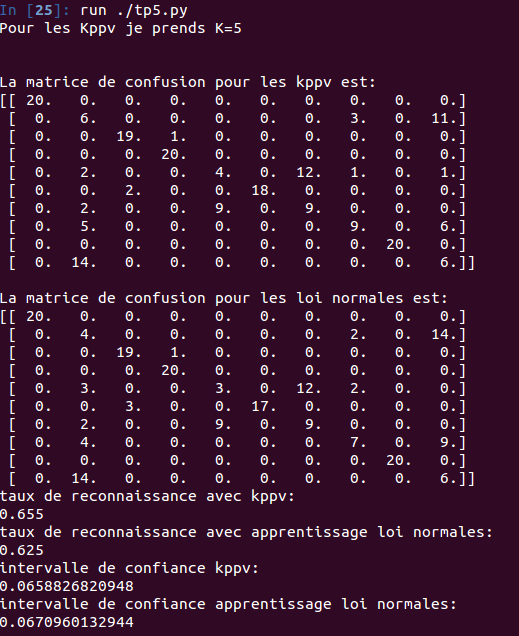 In [25]: run ./tp5.py
Pour les Kppv je prends K=5
La matrice de confusion pour les kppv est:
[[ 20. 0. 0. 0. 0. 0. 0. 0. 0. 0.]
[ 0. 6. 0. 0. 0. 0. 0. 3. 0. 11.]
[ 0. 0. 19. 1. 0. 0. 0. 0. 0. 0.]
[ 0. 0. 0. 20. 0. 0. 0. 0. 0. 0.]
[ 0. 2. 0. 0. 4. 0. 12. 1. 0. 1.]
[ 0. 0. 2. 0. 0. 18. 0. 0. 0. 0.]
[ 0. 2. 0. 0. 9. 0. 9. 0. 0. 0.]
[ 0. 5. 0. 0. 0. 0. 0. 9. 0. 6.]
[ 0. 0. 0. 0. 0. 0. 0. 0. 20. 0.]
[ 0. 14. 0. 0. 0. 0. 0. 0. 0. 6.]]
La matrice de confusion pour les loi normales est:
[[ 20. 0. 0. 0. 0. 0. 0. 0. 0. 0.]
[ 0. 4. 0. 0. 0. 0. 0. 2. 0. 14.]
[ 0. 0. 19. 1. 0. 0. 0. 0. 0. 0.]
[ 0. 0. 0. 20. 0. 0. 0. 0. 0. 0.]
[ 0. 3. 0. 0. 3. 0. 12. 2. 0. 0.]
[ 0. 0. 3. 0. 0. 17. 0. 0. 0. 0.]
[ 0. 2. 0. 0. 9. 0. 9. 0. 0. 0.]
[ 0. 4. 0. 0. 0. 0. 0. 7. 0. 9.]
[ 0. 0. 0. 0. 0. 0. 0. 0. 20. 0.]
[ 0. 14. 0. 0. 0. 0. 0. 0. 0. 6.]]
taux de reconnaissance avec kppv:
0.655
taux de reconnaissance avec apprentissage loi normales:
0.625
intervalle de confiance kppv:
0.0658826820948
intervalle de confiance apprentissage loi normales:
0.0670960132944